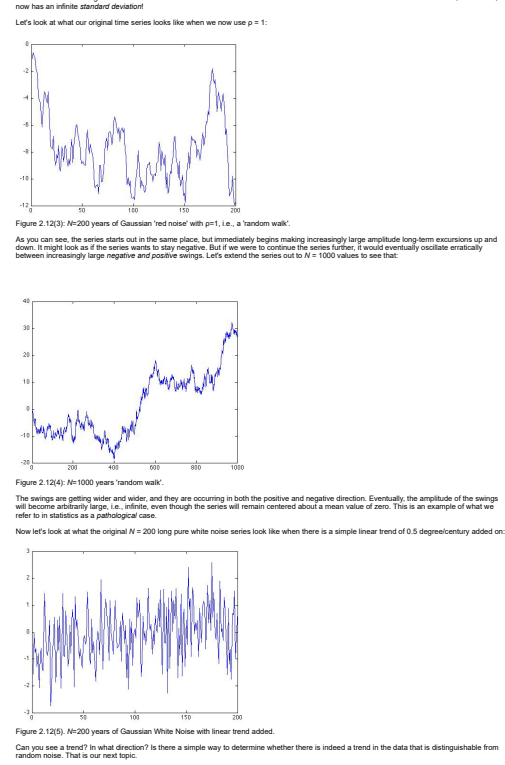 now has an infinite standard deviation!
Let's look at what our original time series looks like when we now use ρ = 1:
0
-2
-4
-6
-8
-10
-12
0 50 100 150 200
Figure 2.12(3): N=200 years of Gaussian 'red noise' with ρ=1, i.e., a 'random walk'.
As you can see, the series starts out in the same place, but immediately begins making increasingly large amplitude long-term excursions up and
down. It might look as if the series wants to stay negative. But if we were to continue the series further, it would eventually oscillate erratically
between increasingly large negative and positive swings. Let's extend the series out to N = 1000 values to see that:
40
30
20
10
0
-10
-20
0 200 400 600 800 1000
Figure 2.12(4): N=1000 years 'random walk'.
The swings are getting wider and wider, and they are occurring in both the positive and negative direction. Eventually, the amplitude of the swings
will become arbitrarily large, i.e., infinite, even though the series will remain centered about a mean value of zero. This is an example of what we
refer to in statistics as a pathological case.
Now let's look at what the original N = 200 long pure white noise series look like when there is a simple linear trend of 0.5 degree/century added on:
3
2
1
0
-1
-2
-3
0 50 100 150 200
Figure 2.12(5). N=200 years of Gaussian White Noise with linear trend added.
Can you see a trend? In what direction? Is there a simple way to determine whether there is indeed a trend in the data that is distinguishable from
random noise. That is our next topic.